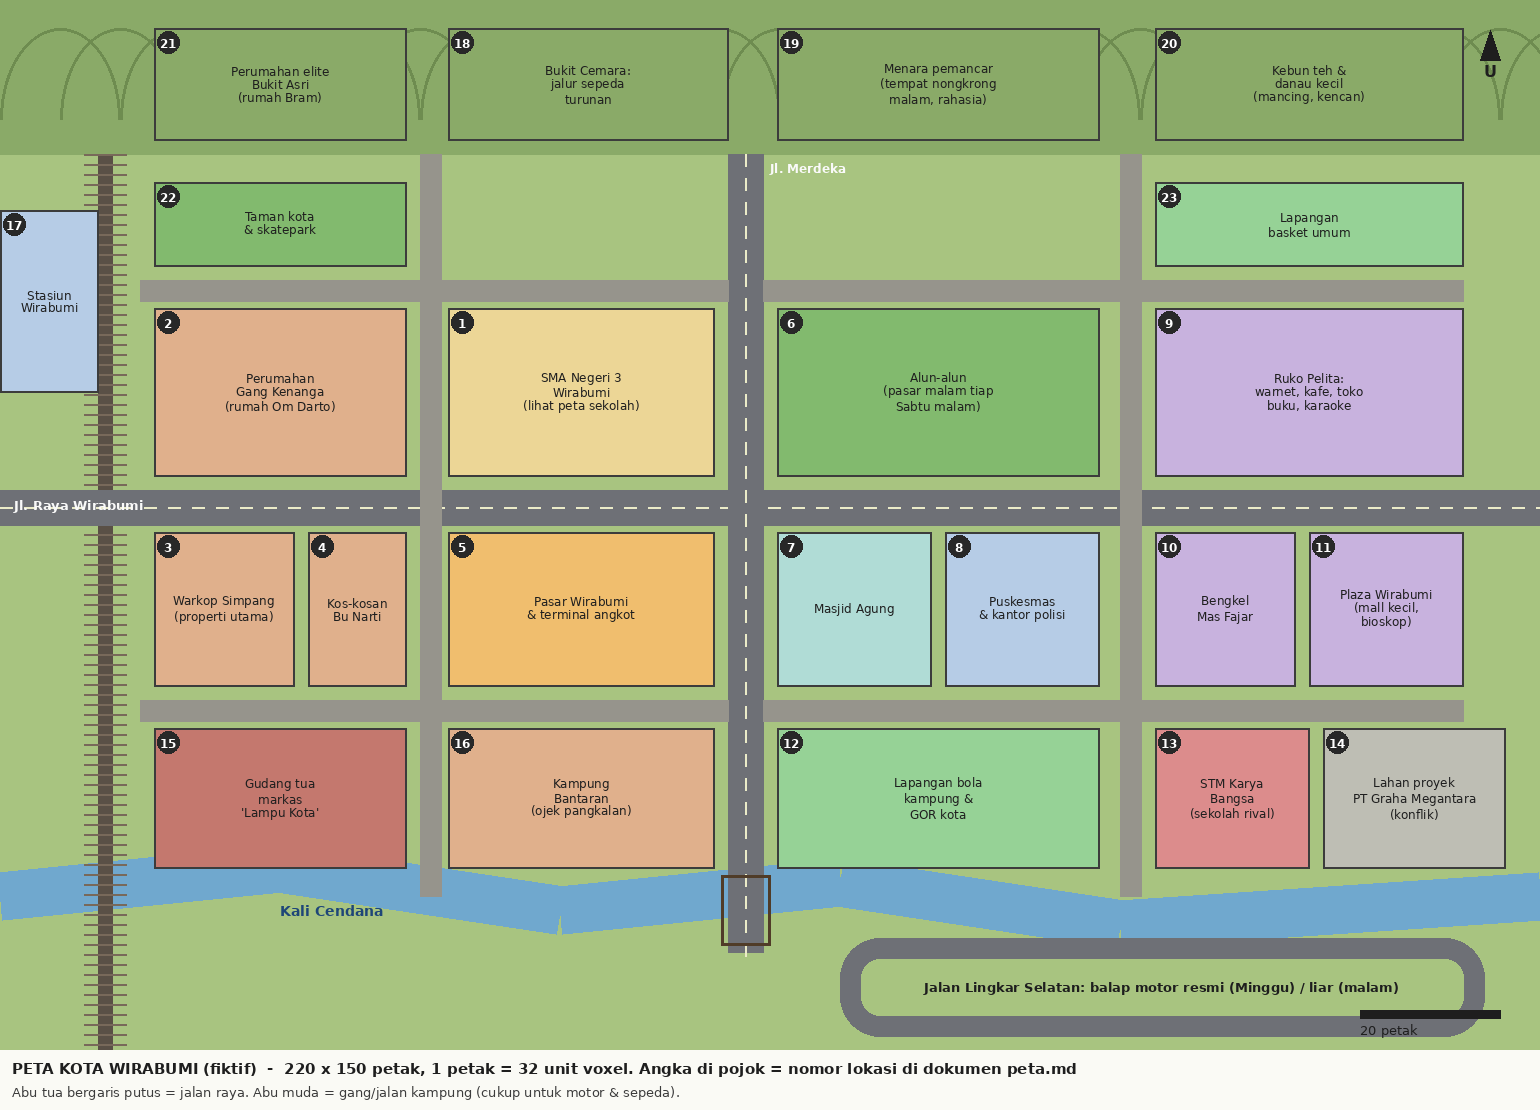 21
Perumahan elite
Bukit Asri
(rumah Bram)
18
Bukit Cemara:
jalur sepeda
turunan
19
Menara pemancar
(tempat nongkrong
malam, rahasia)
20
Kebun teh &
danau kecil
(mancing, kencan)
U
Jl. Merdeka
22
Taman kota
& skatepark
23
Lapangan
basket umum
17
Stasiun
Wirabumi
2
Perumahan
Gang Kenanga
(rumah Om Darto)
1
SMA Negeri 3
Wirabumi
(lihat peta sekolah)
6
Alun-alun
(pasar malam tiap
Sabtu malam)
9
Ruko Pelita:
warnet, kafe, toko
buku, karaoke
Jl. Raya Wirabumi
3
Warkop Simpang
(properti utama)
4
Kos-kosan
Bu Narti
5
Pasar Wirabumi
& terminal angkot
7
Masjid Agung
8
Puskesmas
& kantor polisi
10
Bengkel
Mas Fajar
11
Plaza Wirabumi
(mall kecil,
bioskop)
15
Gudang tua
markas
'Lampu Kota'
16
Kampung
Bantaran
(ojek pangkalan)
12
Lapangan bola
kampung &
GOR kota
13
STM Karya
Bangsa
(sekolah rival)
14
Lahan proyek
PT Graha Megantara
(konflik)
Kali Cendana
Jalan Lingkar Selatan: balap motor resmi (Minggu) / liar (malam)
20 petak
PETA KOTA WIRABUMI (fiktif)  -  220 x 150 petak, 1 petak = 32 unit voxel. Angka di pojok = nomor lokasi di dokumen peta.md
Abu tua bergaris putus = jalan raya. Abu muda = gang/jalan kampung (cukup untuk motor & sepeda).